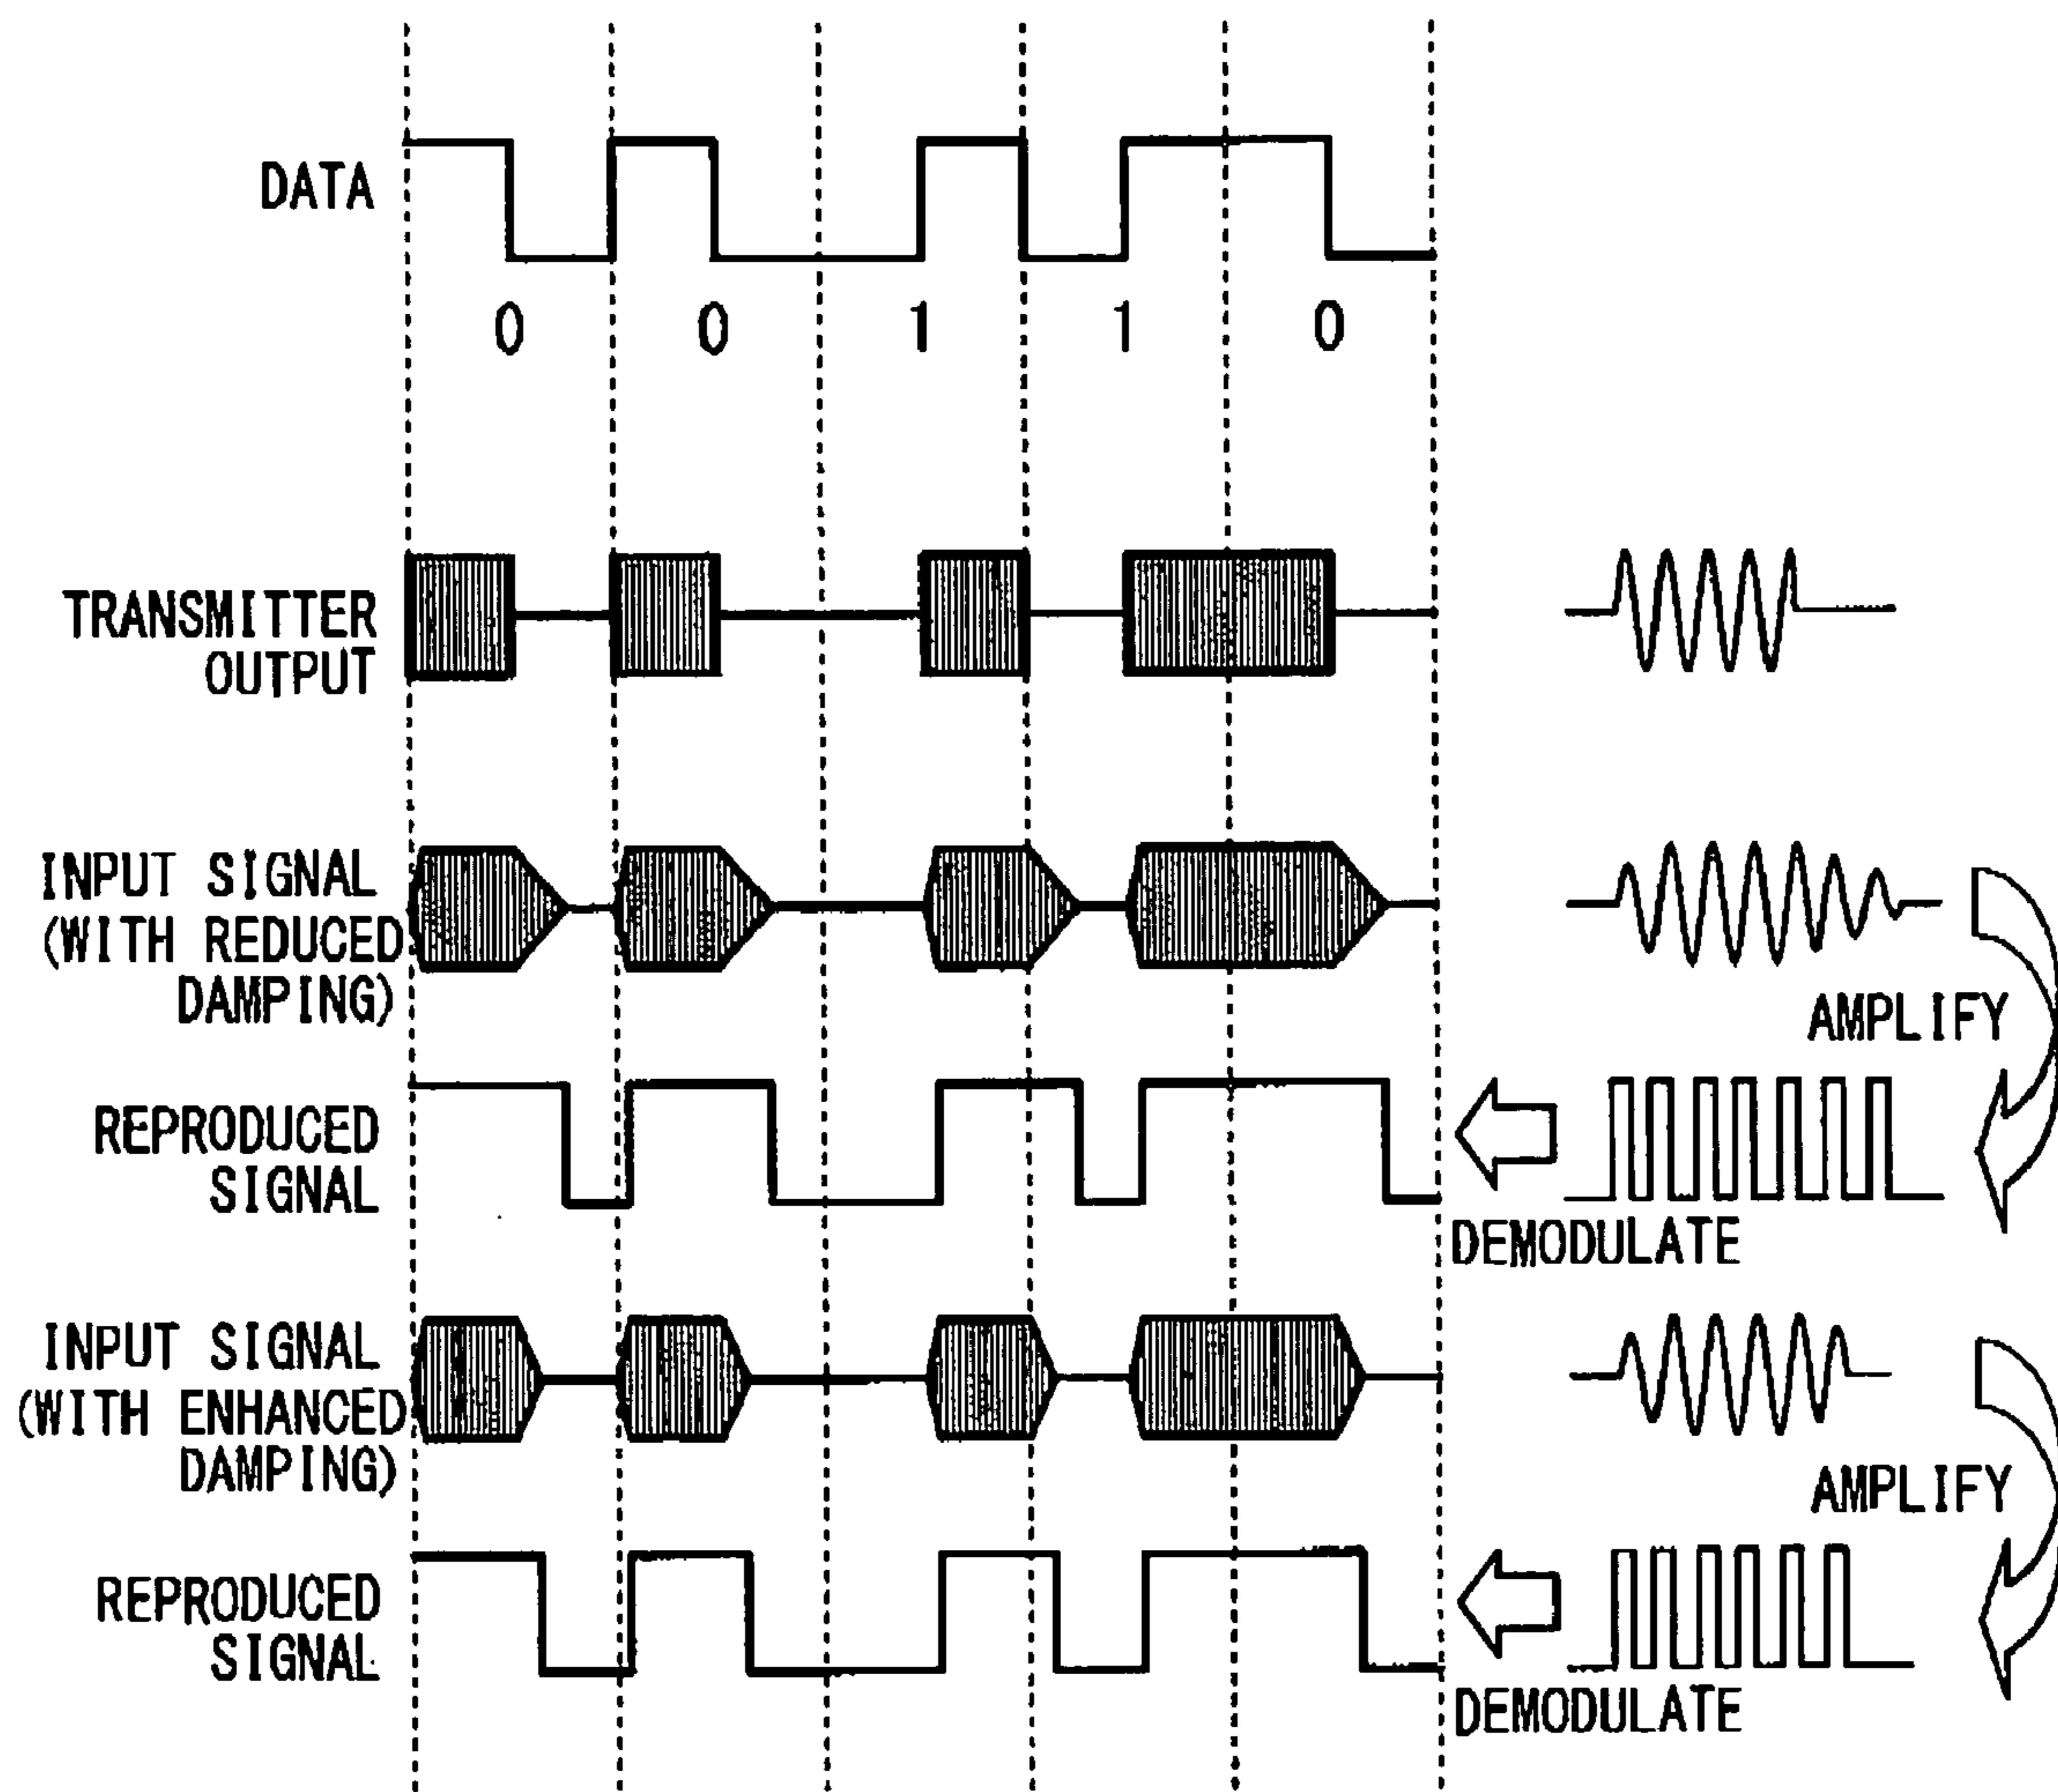 DATA
0 0 1 1 0
TRANSMITTER
OUTPUT
INPUT SIGNAL
(WITH REDUCED
DAMPING)
AMPLIFY
REPRODUCED
SIGNAL
DEMODULATE
INPUT SIGNAL
(WITH ENHANCED
DAMPING)
AMPLIFY
REPRODUCED
SIGNAL
DEMODULATE